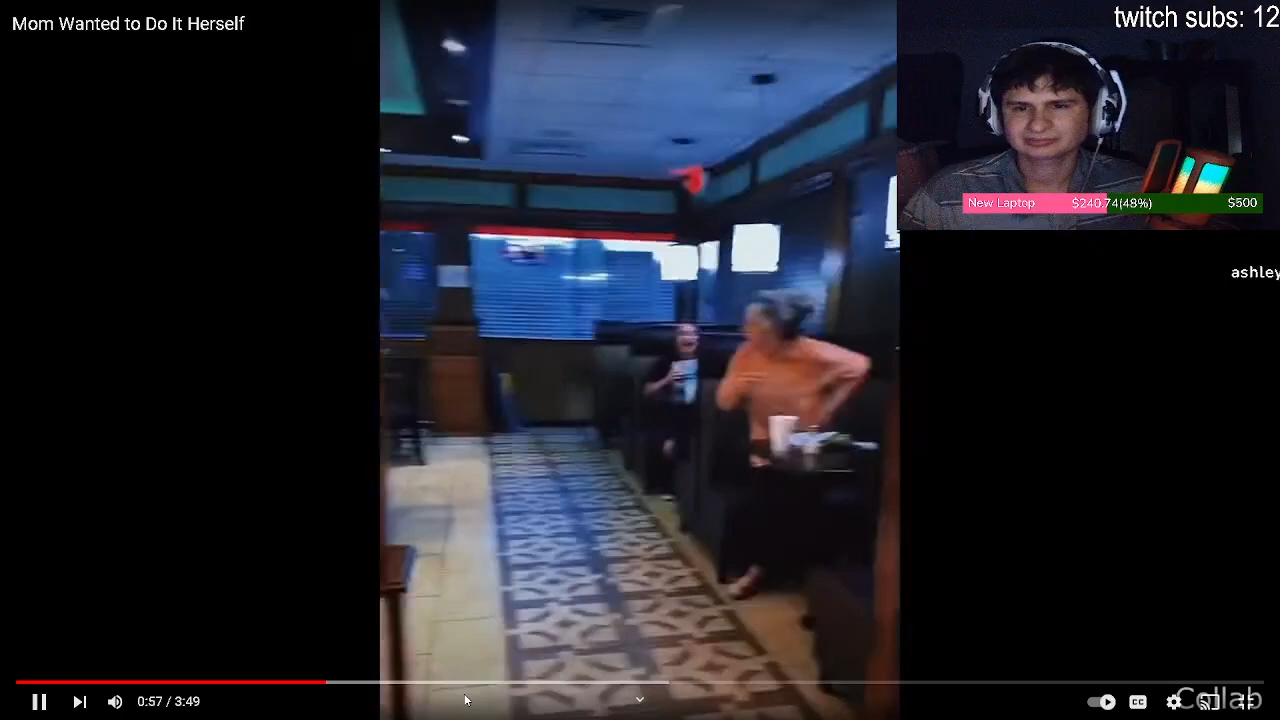 Mom Wanted to Do It Herself
twitch subs: 12
New Laptop $240.74(48%) $500
ashley
0:57 / 3:49
CC
Collab